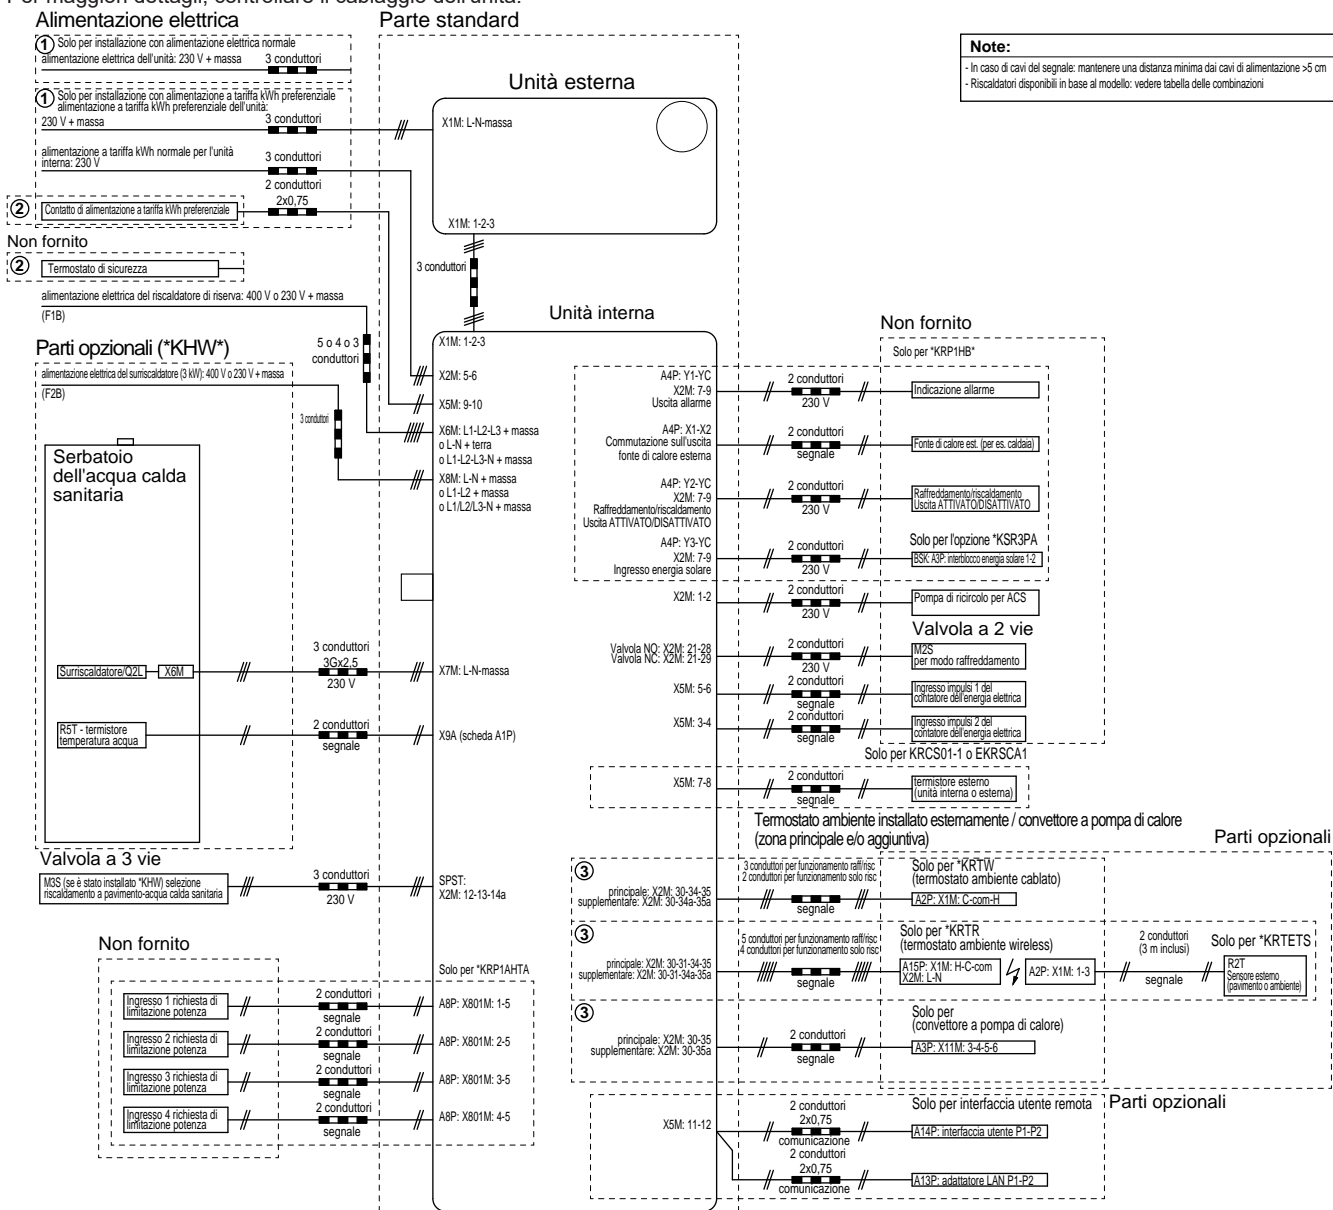 Per maggiori dettagli, controllare il cablaggio dell'unità.
Alimentazione elettrica
Parte standard
1 Solo per installazione con alimentazione elettrica normale
alimentazione elettrica dell'unità: 230 V + massa
3 conduttori
Note:
- In caso di cavi del segnale: mantenere una distanza minima dai cavi di alimentazione >5 cm
- Riscaldatori disponibili in base al modello: vedere tabella delle combinazioni
Unità esterna
1 Solo per installazione con alimentazione a tariffa kWh preferenziale
alimentazione a tariffa kWh preferenziale dell'unità:
230 V + massa
3 conduttori
X1M: L-N-massa
alimentazione a tariffa kWh normale per l'unità
interna: 230 V
3 conduttori
2 conduttori
2x0,75
2 Contatto di alimentazione a tariffa kWh preferenziale
X1M: 1-2-3
Non fornito
2 Termostato di sicurezza
3 conduttori
alimentazione elettrica del riscaldatore di riserva: 400 V o 230 V + massa
(F1B)
Unità interna
Non fornito
Parti opzionali (*KHW*)
5 o 4 o 3
conduttori
alimentazione elettrica del surriscaldatore (3 kW): 400 V o 230 V + massa
(F2B)
3 conduttori
X1M: 1-2-3
X2M: 5-6
X5M: 9-10
X6M: L1-L2-L3 + massa
o L-N + terra
o L1-L2-L3-N + massa
X8M: L-N + massa
o L1-L2 + massa
o L1/L2/L3-N + massa
Serbatoio
dell'acqua calda
sanitaria
Solo per *KRP1HB*
A4P: Y1-YC
X2M: 7-9
Uscita allarme
2 conduttori
230 V
Indicazione allarme
A4P: X1-X2
Commutazione sull'uscita
fonte di calore esterna
2 conduttori
segnale
Fonte di calore est. (per es. caldaia)
A4P: Y2-YC
X2M: 7-9
Raffreddamento/riscaldamento
Uscita ATTIVATO/DISATTIVATO
2 conduttori
230 V
Raffreddamento/riscaldamento
Uscita ATTIVATO/DISATTIVATO
Solo per l'opzione *KSR3PA
A4P: Y3-YC
X2M: 7-9
Ingresso energia solare
2 conduttori
230 V
BSK: A3P: interblocco energia solare 1-2
X2M: 1-2
2 conduttori
230 V
Pompa di ricircolo per ACS
Valvola a 2 vie
Valvola NO: X2M: 21-28
Valvola NC: X2M: 21-29
2 conduttori
230 V
M2S
per modo raffreddamento
X5M: 5-6
2 conduttori
segnale
Ingresso impulsi 1 del
contatore dell'energia elettrica
X5M: 3-4
2 conduttori
segnale
Ingresso impulsi 2 del
contatore dell'energia elettrica
Surriscaldatore/Q2L
X6M
3 conduttori
3Gx2,5
230 V
X7M: L-N-massa
R5T - termistore
temperatura acqua
2 conduttori
segnale
X9A (scheda A1P)
Solo per KRCS01-1 o EKRSCA1
X5M: 7-8
2 conduttori
segnale
termistore esterno
(unità interna o esterna)
Termostato ambiente installato esternamente / convettore a pompa di calore
(zona principale e/o aggiuntiva)
Parti opzionali
Valvola a 3 vie
M3S (se è stato installato *KHW) selezione
riscaldamento a pavimento-acqua calda sanitaria
3 conduttori
230 V
SPST:
X2M: 12-13-14a
3
principale: X2M: 30-34-35
supplementare: X2M: 30-34a-35a
3 conduttori per funzionamento raff/risc
2 conduttori per funzionamento solo risc
segnale
Solo per *KRTW
(termostato ambiente cablato)
A2P: X1M: C-com-H
3
principale: X2M: 30-31-34-35
supplementare: X2M: 30-31-34a-35a
5 conduttori per funzionamento raff/risc
4 conduttori per funzionamento solo risc
segnale
Solo per *KRTR
(termostato ambiente wireless)
A15P: X1M: H-C-com
X2M: L-N
A2P: X1M: 1-3
2 conduttori
(3 m inclusi)
segnale
Solo per *KRTETS
R2T
Sensore esterno
(pavimento o ambiente)
3
principale: X2M: 30-35
supplementare: X2M: 30-35a
2 conduttori
segnale
Solo per
(convettore a pompa di calore)
A3P: X11M: 3-4-5-6
Non fornito
Solo per *KRP1AHTA
Ingresso 1 richiesta di
limitazione potenza
2 conduttori
segnale
A8P: X801M: 1-5
Ingresso 2 richiesta di
limitazione potenza
2 conduttori
segnale
A8P: X801M: 2-5
Ingresso 3 richiesta di
limitazione potenza
2 conduttori
segnale
A8P: X801M: 3-5
Ingresso 4 richiesta di
limitazione potenza
2 conduttori
segnale
A8P: X801M: 4-5
X5M: 11-12
2 conduttori
2x0,75
comunicazione
Solo per interfaccia utente remota
Parti opzionali
A14P: interfaccia utente P1-P2
2 conduttori
2x0,75
comunicazione
A13P: adattatore LAN P1-P2